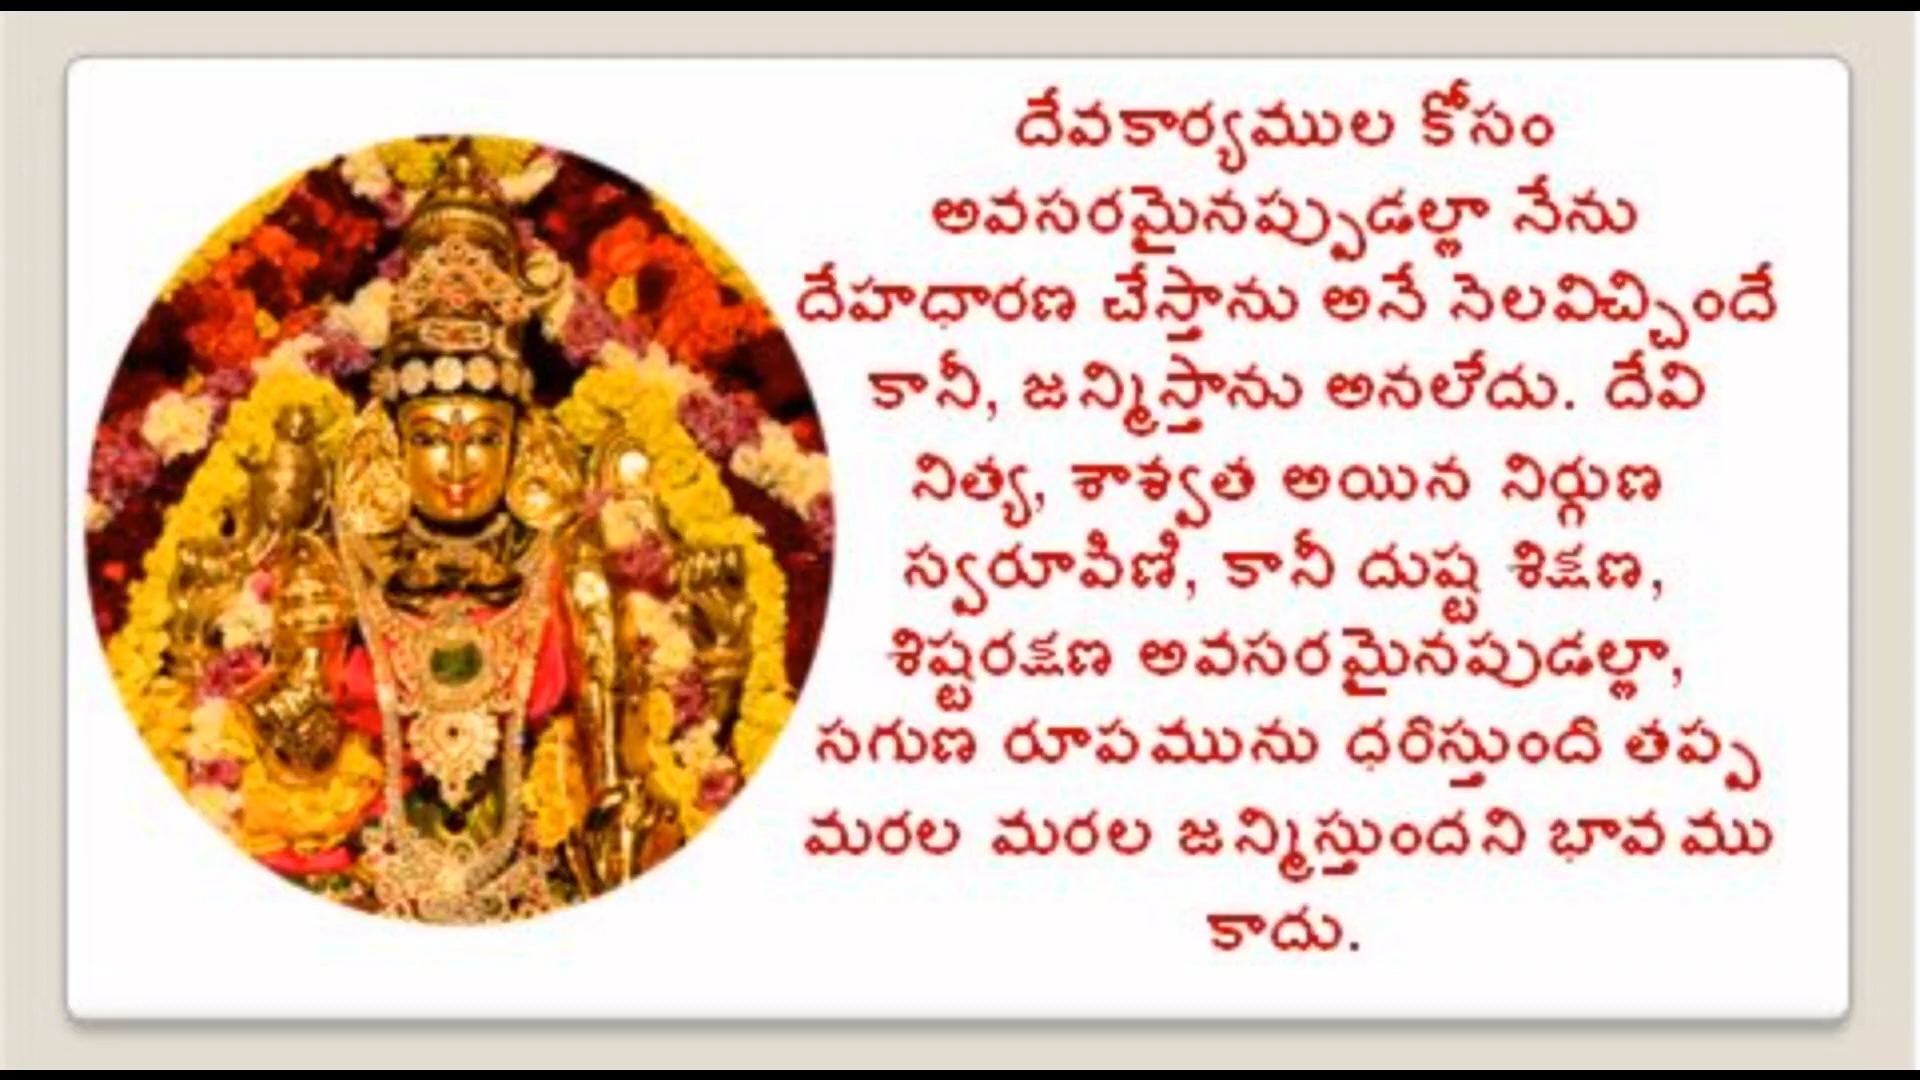 దేవకార్యముల కోసం
అవసరమైనప్పుడల్లా నేను
దేహధారణ చేస్తాను అనే సెలవిచ్చిందే
కానీ, జన్మిస్తాను అనలేదు. దేవి
నిత్య, శాశ్వత అయిన నిర్గుణ
స్వరూపిణి, కానీ దుష్ట శిక్షణ,
శిష్టరక్షణ అవసరమైనపుడల్లా,
సగుణ రూపమును ధరిస్తుంది తప్ప
మరల మరల జన్మిస్తుందని భావము
కాదు.